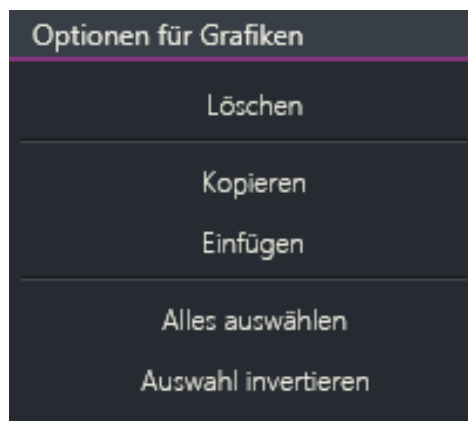 Optionen für Grafiken
Löschen
Kopieren
Einfügen
Alles auswählen
Auswahl invertieren